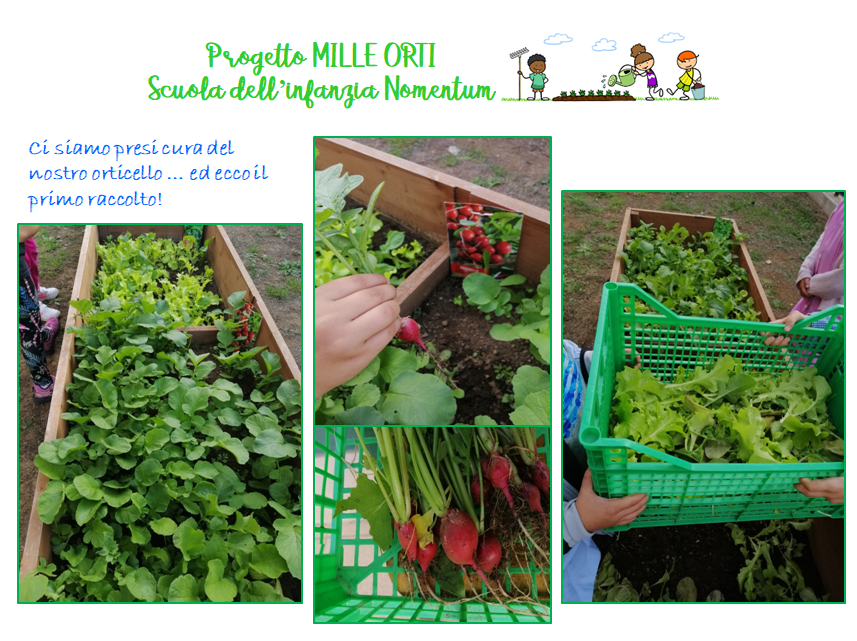 Progetto MILLE ORTI
Scuola dell'infanzia Nomentum
Ci siamo presi cura del
nostro orticello ... ed ecco il
primo raccolto!